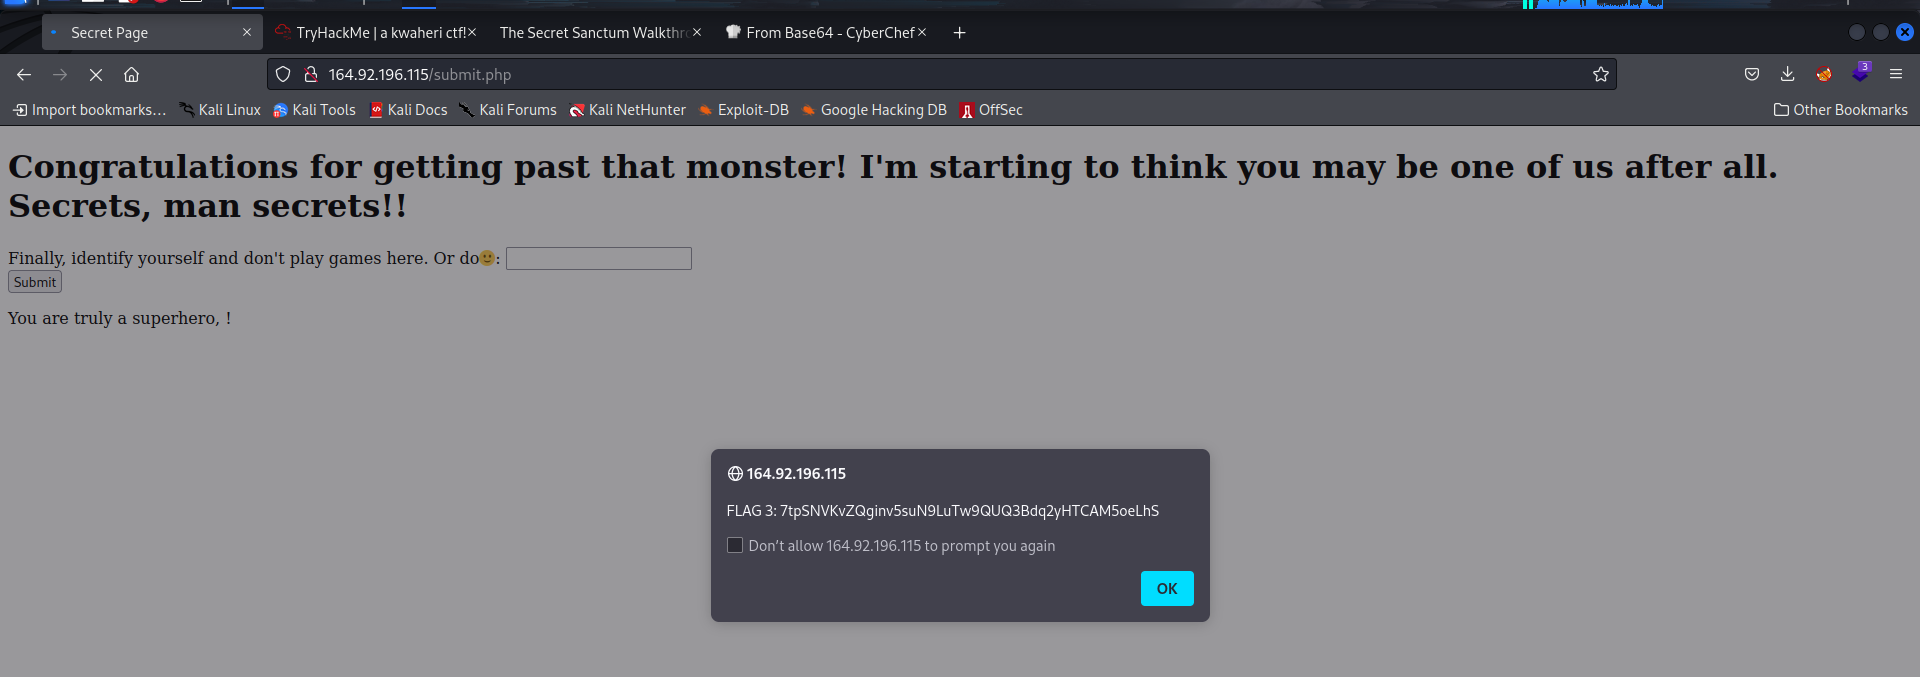 Secret Page
TryHackMe | a kwaheri ctf!
The Secret Sanctum Walkthr
From Base64 - CyberChef
164.92.196.115/submit.php
3
Import bookmarks...
Kali Linux
Kali Tools
Kali Docs
Kali Forums
Kali NetHunter
Exploit-DB
Google Hacking DB
OffSec
Other Bookmarks
Congratulations for getting past that monster! I'm starting to think you may be one of us after all.
Secrets, man secrets!!
Finally, identify yourself and don't play games here. Or do🙂:
Submit
You are truly a superhero, !
164.92.196.115
FLAG 3: 7tpSNVKvZQginv5suN9LuTw9QUQ3Bdq2yHTCAM5oeLhS
Don’t allow 164.92.196.115 to prompt you again
OK